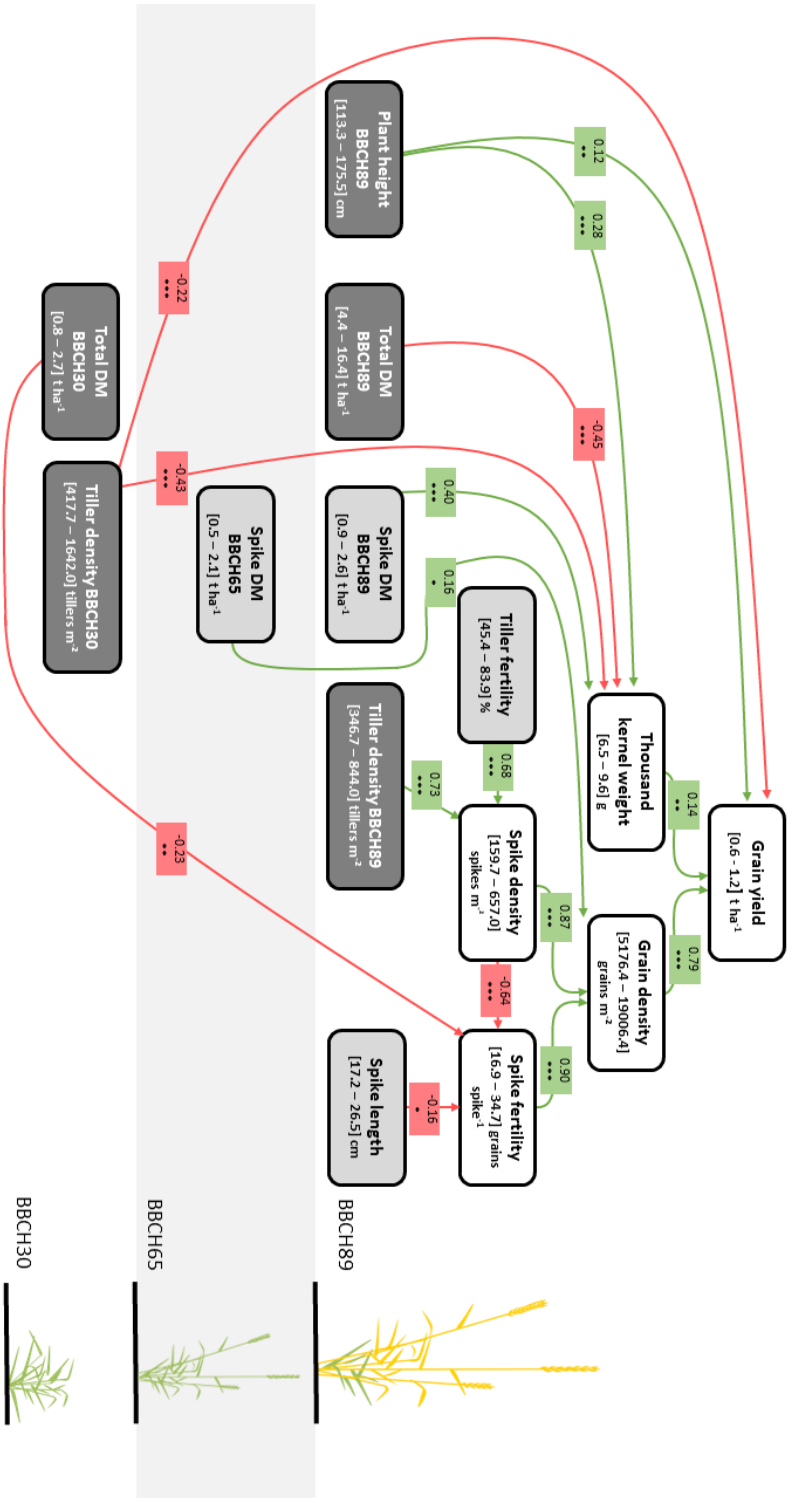 Grain yield
[0.6 - 1.2] t ha⁻¹
0.14
**
0.79
***
Thousand
kernel weight
[6.5 – 9.6] g
Grain density
[5176.4 – 19006.4]
grains m⁻²
0.12
**
0.28
***
-0.45
***
0.87
***
0.90
***
Tiller fertility
[45.4 – 83.9] %
0.68
***
Spike density
[159.7 – 657.0]
spikes m⁻²
-0.64
***
Spike fertility
[16.9 – 34.7] grains
spike⁻¹
0.40
***
0.16
*
0.73
***
-0.16
*
Plant height
BBCH89
[113.3 – 175.5] cm
Total DM
BBCH89
[4.4 – 16.4] t ha⁻¹
Spike DM
BBCH89
[0.9 – 2.6] t ha⁻¹
Tiller density BBCH89
[346.7 – 844.0] tillers m⁻²
Spike length
[17.2 – 26.5] cm
BBCH89
Spike DM
BBCH65
[0.5 – 2.1] t ha⁻¹
-0.22
***
-0.43
***
-0.23
**
BBCH65
Total DM
BBCH30
[0.8 – 2.7] t ha⁻¹
Tiller density BBCH30
[417.7 – 1642.0] tillers m⁻²
BBCH30